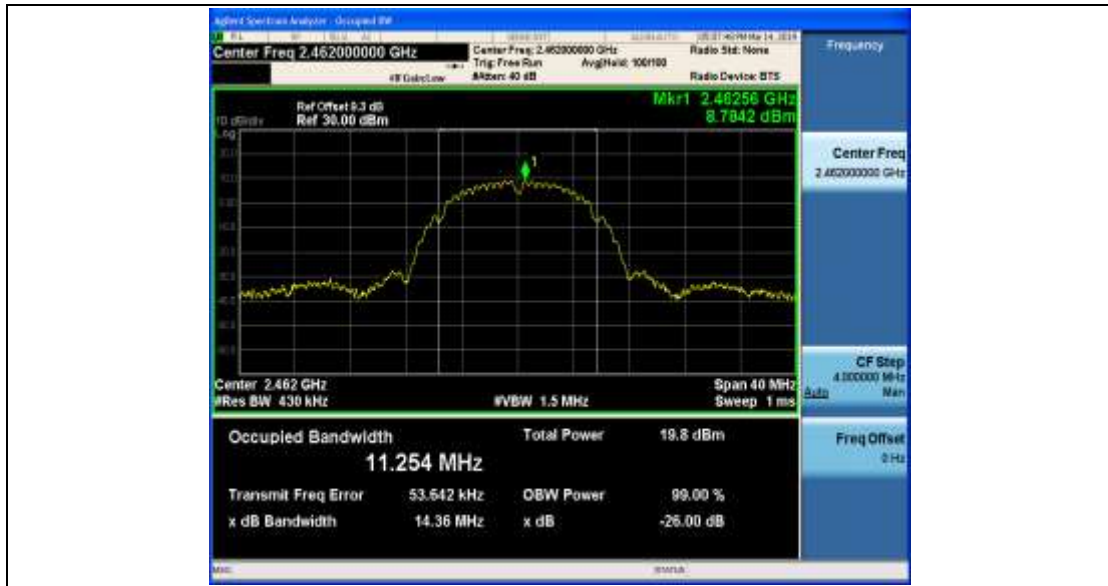 Agilent Spectrum Analyzer - Occupied BW
Center Freq 2.462000000 GHz
Center Freq: 2.462000000 GHz
Radio Std: None
Trig: Free Run Avg|Hold: 100/100
#IFGain:Low #Atten: 40 dB Radio Device: BTS
Frequency
Ref Offset 9.3 dB
10 dB/div Ref 30.00 dBm
Log
Mkr1 2.46256 GHz
8.7842 dBm
1
Center 2.462 GHz Span 40 MHz
#Res BW 430 kHz #VBW 1.5 MHz Sweep 1 ms
Occupied Bandwidth Total Power 19.8 dBm
11.254 MHz
Transmit Freq Error 53.642 kHz OBW Power 99.00 %
x dB Bandwidth 14.36 MHz x dB -26.00 dB
Center Freq
2.462000000 GHz
CF Step
4.000000 MHz
Auto Man
Freq Offset
0 Hz
MSG STATUS